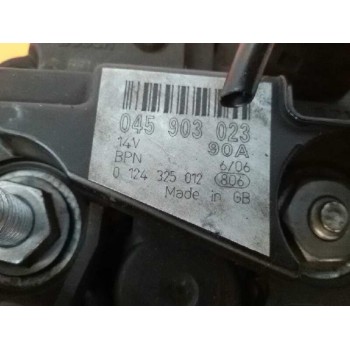 045 903 023
14V 90A
BPN 6/06
0 124 325 012 806
Made in GB